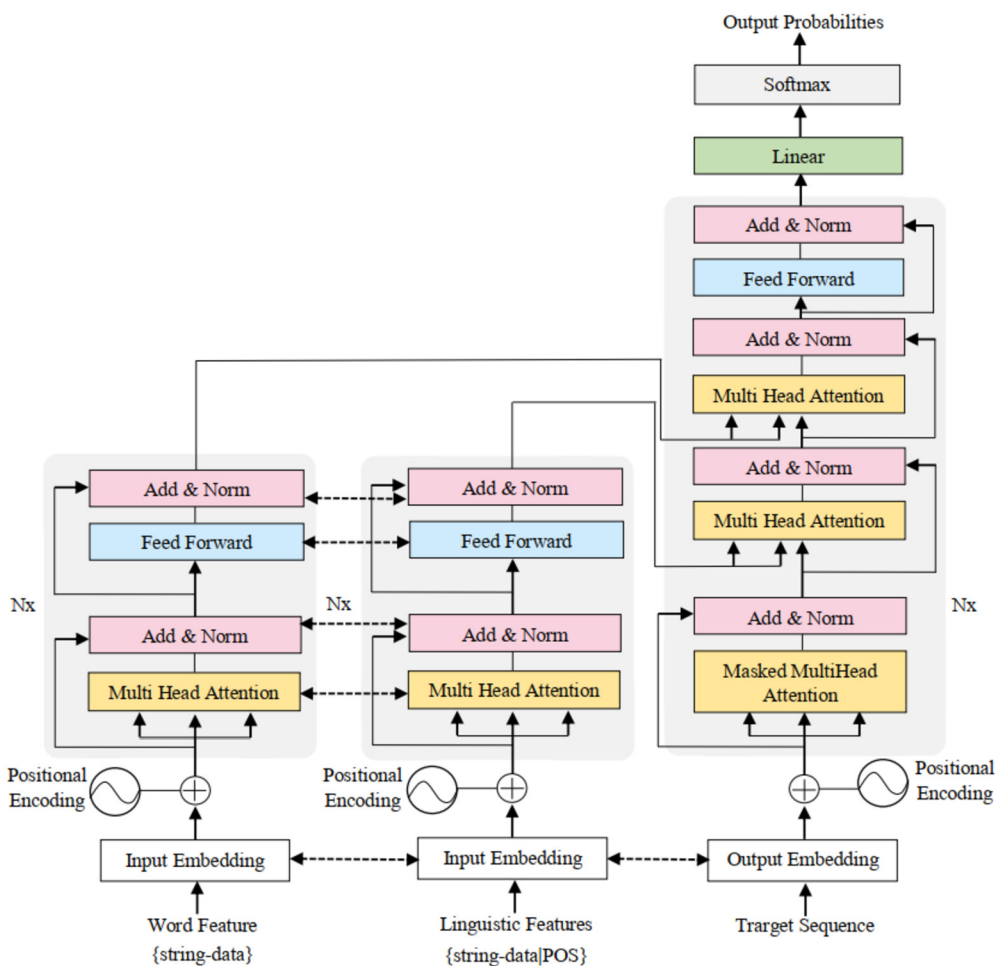 Output Probabilities
Softmax
Linear
Add & Norm
Feed Forward
Add & Norm
Multi Head Attention
Add & Norm
Multi Head Attention
Add & Norm
Masked MultiHead
Attention
Nx
Positional
Encoding
Output Embedding
Trarget Sequence
Add & Norm
Feed Forward
Nx
Add & Norm
Multi Head Attention
Positional
Encoding
Input Embedding
Word Feature
{string-data}
Add & Norm
Feed Forward
Nx
Add & Norm
Multi Head Attention
Positional
Encoding
Input Embedding
Linguistic Features
{string-data|POS}